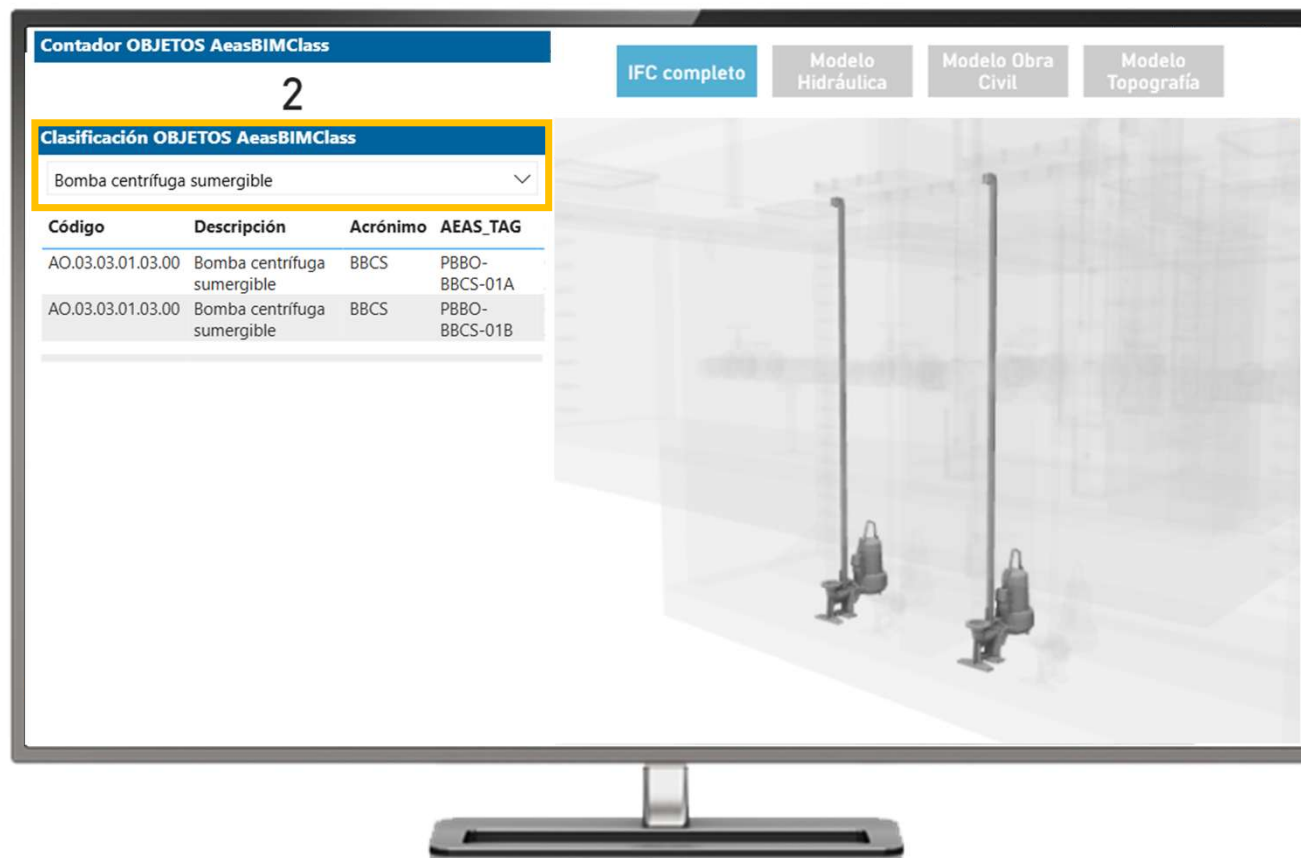 Contador OBJETOS AeasBIMClass
2
Clasificación OBJETOS AeasBIMClass
Bomba centrífuga sumergible
Código Descripción Acrónimo AEAS_TAG
AO.03.03.01.03.00 Bomba centrífuga BBCS PBBO-
sumergible BBCS-01A
AO.03.03.01.03.00 Bomba centrífuga BBCS PBBO-
sumergible BBCS-01B
IFC completo
Modelo
Hidráulica
Modelo Obra
Civil
Modelo
Topografía